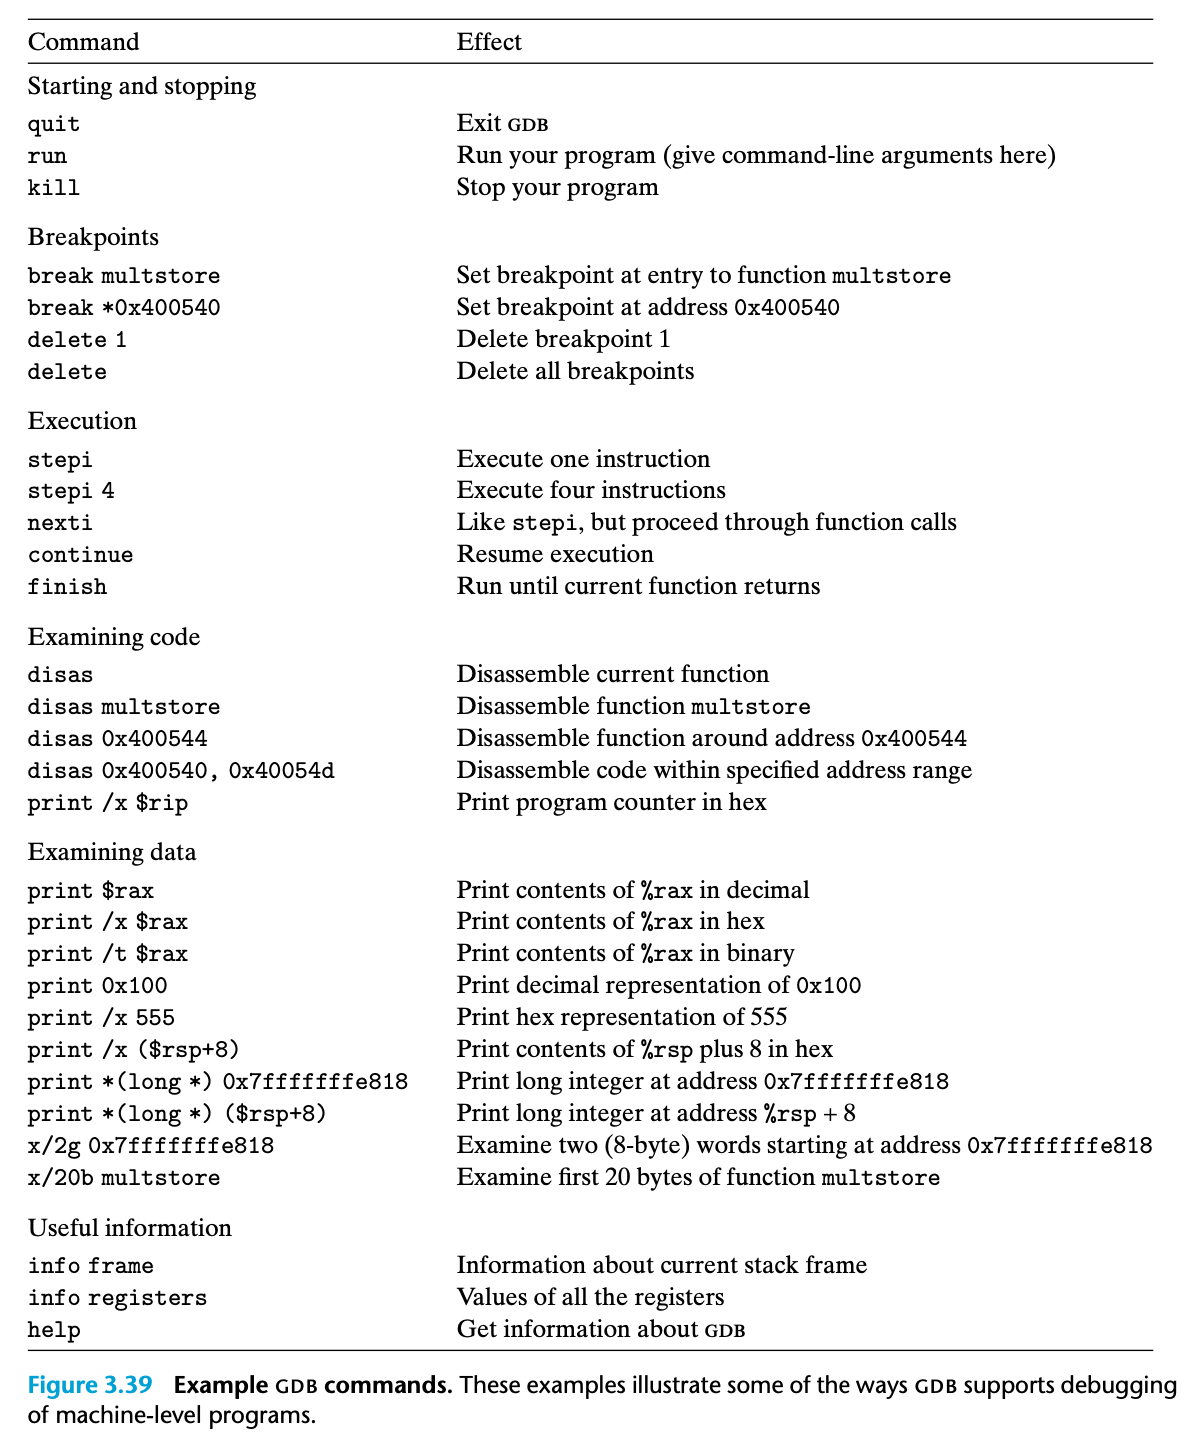 Command Effect
Starting and stopping
quit Exit GDB
run Run your program (give command-line arguments here)
kill Stop your program
Breakpoints
break multstore Set breakpoint at entry to function multstore
break *0x400540 Set breakpoint at address 0x400540
delete 1 Delete breakpoint 1
delete Delete all breakpoints
Execution
stepi Execute one instruction
stepi 4 Execute four instructions
nexti Like stepi, but proceed through function calls
continue Resume execution
finish Run until current function returns
Examining code
disas Disassemble current function
disas multstore Disassemble function multstore
disas 0x400544 Disassemble function around address 0x400544
disas 0x400540, 0x40054d Disassemble code within specified address range
print /x $rip Print program counter in hex
Examining data
print $rax Print contents of %rax in decimal
print /x $rax Print contents of %rax in hex
print /t $rax Print contents of %rax in binary
print 0x100 Print decimal representation of 0x100
print /x 555 Print hex representation of 555
print /x ($rsp+8) Print contents of %rsp plus 8 in hex
print *(long *) 0x7fffffffe818 Print long integer at address 0x7fffffffe818
print *(long *) ($rsp+8) Print long integer at address %rsp + 8
x/2g 0x7fffffffe818 Examine two (8-byte) words starting at address 0x7fffffffe818
x/20b multstore Examine first 20 bytes of function multstore
Useful information
info frame Information about current stack frame
info registers Values of all the registers
help Get information about GDB
Figure 3.39 Example GDB commands. These examples illustrate some of the ways GDB supports debugging
of machine-level programs.